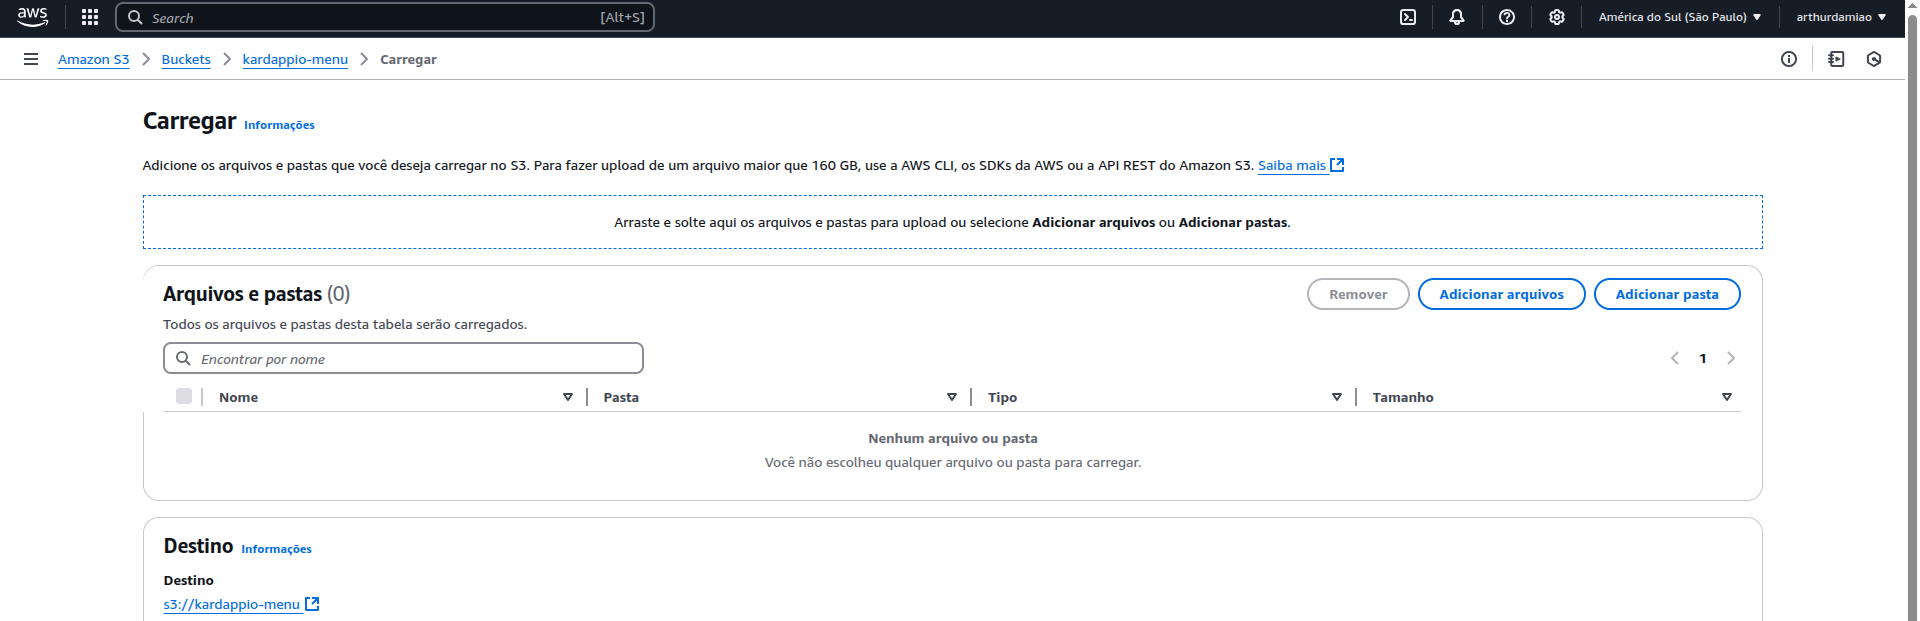 aws
Search [Alt+S]
América do Sul (São Paulo) arthurdamiao
Amazon S3 Buckets kardappio-menu Carregar
Carregar Informações
Adicione os arquivos e pastas que você deseja carregar no S3. Para fazer upload de um arquivo maior que 160 GB, use a AWS CLI, os SDKs da AWS ou a API REST do Amazon S3. Saiba mais
Arraste e solte aqui os arquivos e pastas para upload ou selecione Adicionar arquivos ou Adicionar pastas.
Arquivos e pastas (0) Remover Adicionar arquivos Adicionar pasta
Todos os arquivos e pastas desta tabela serão carregados.
Encontrar por nome 1
Nome Pasta Tipo Tamanho
Nenhum arquivo ou pasta
Você não escolheu qualquer arquivo ou pasta para carregar.
Destino Informações
Destino
s3://kardappio-menu